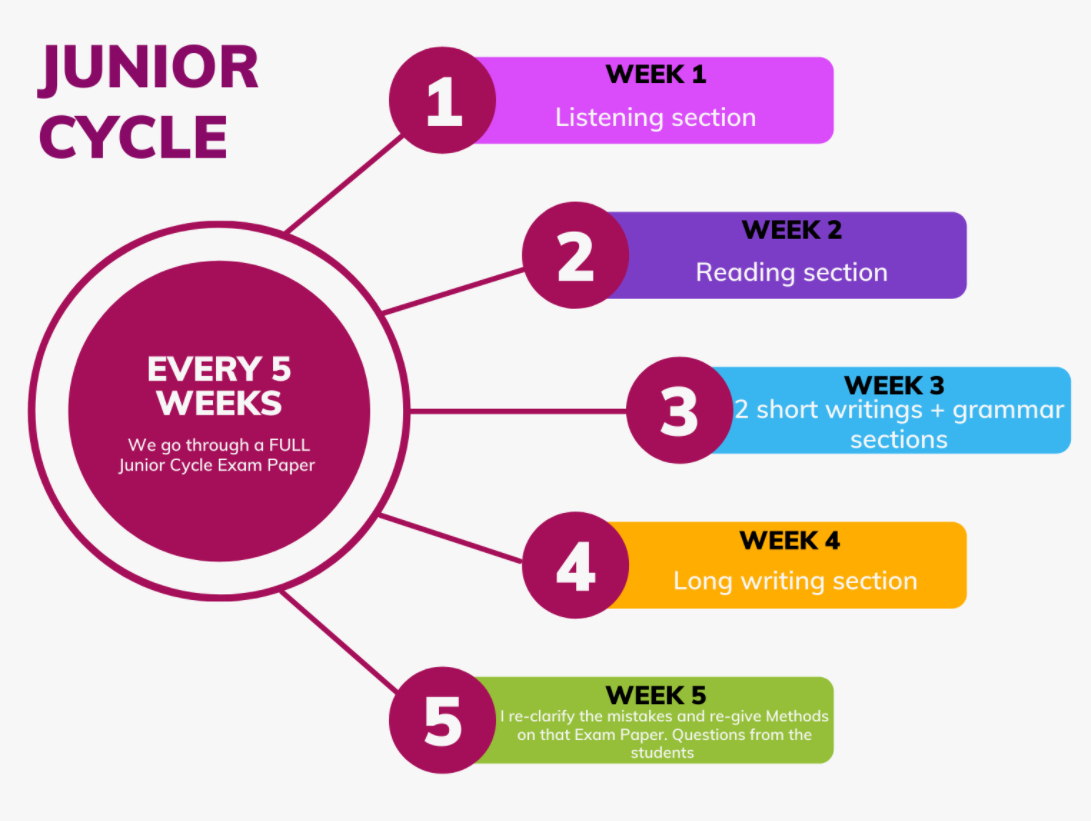 JUNIOR
CYCLE
EVERY 5
WEEKS
We go through a FULL
Junior Cycle Exam Paper
1
WEEK 1
Listening section
2
WEEK 2
Reading section
3
WEEK 3
2 short writings + grammar
sections
4
WEEK 4
Long writing section
5
WEEK 5
I re-clarify the mistakes and re-give Methods
on that Exam Paper. Questions from the
students